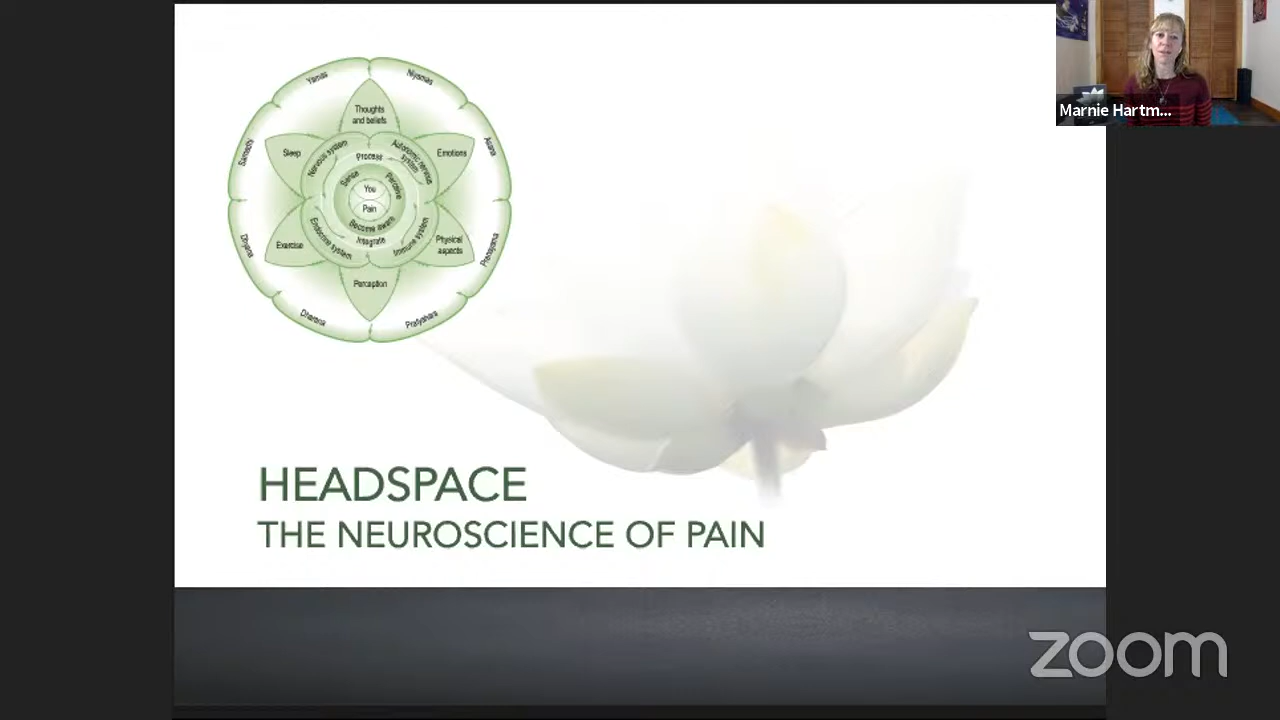 Marnie Hartm...
Yamas
Niyamas
Asana
Pranayama
Pratyahara
Dharana
Dhyana
Samadhi
Thoughts
and beliefs
Emotions
Physical
aspects
Perception
Exercise
Sleep
Nervous system
Autonomic nervous
system
Immune system
Endocrine system
Process
Integrate
Sense
Perceive
Become aware
You
Pain
HEADSPACE
THE NEUROSCIENCE OF PAIN
zoom